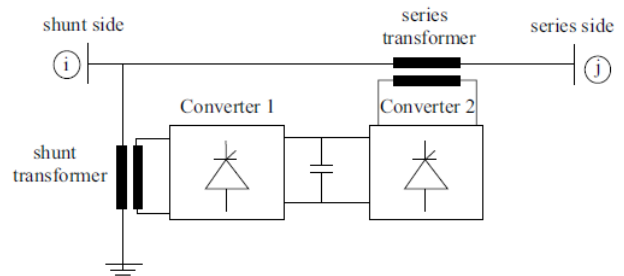 shunt side
series
transformer
series side
i
j
Converter 1
Converter 2
shunt
transformer